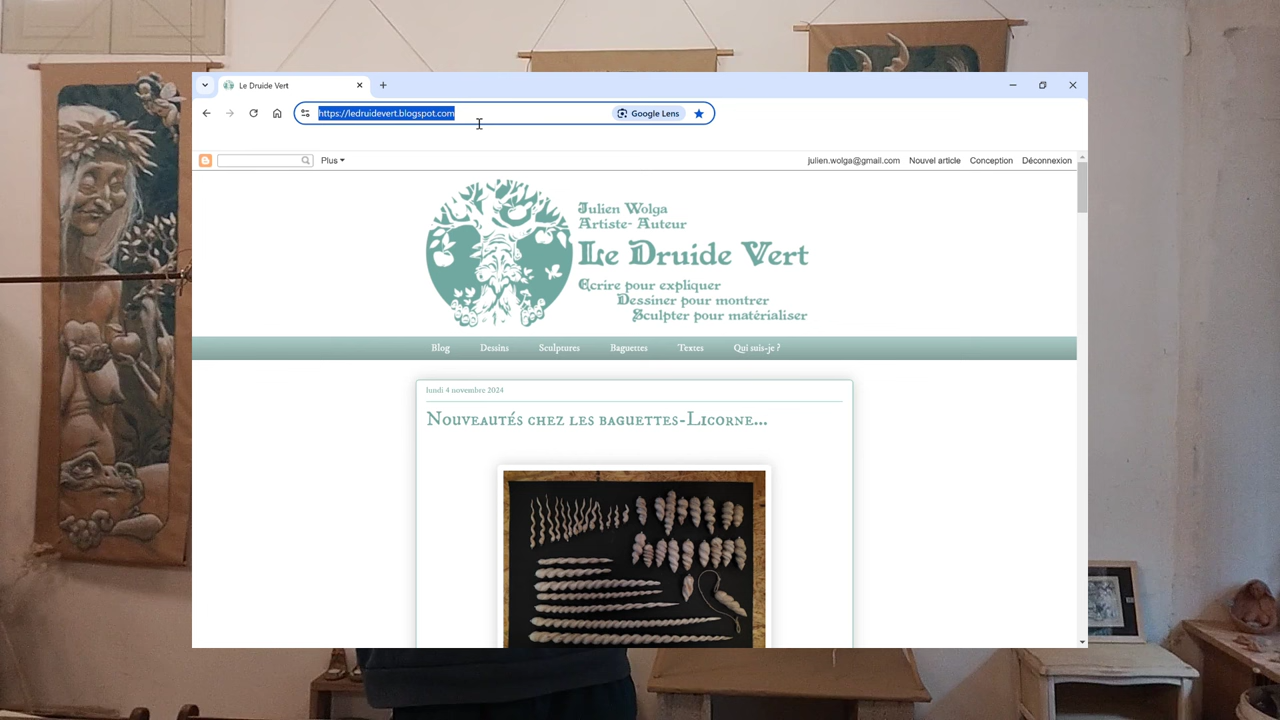 Le Druide Vert
https://ledruidevert.blogspot.com
Google Lens
Plus
julien.wolga@gmail.com Nouvel article Conception Déconnexion
Julien Wolga
Artiste-Auteur
Le Druide Vert
Ecrire pour expliquer
Dessiner pour montrer
Sculpter pour matérialiser
Blog Dessins Sculptures Baguettes Textes Qui suis-je ?
lundi 4 novembre 2024
Nouveautés chez les baguettes-Licorne...